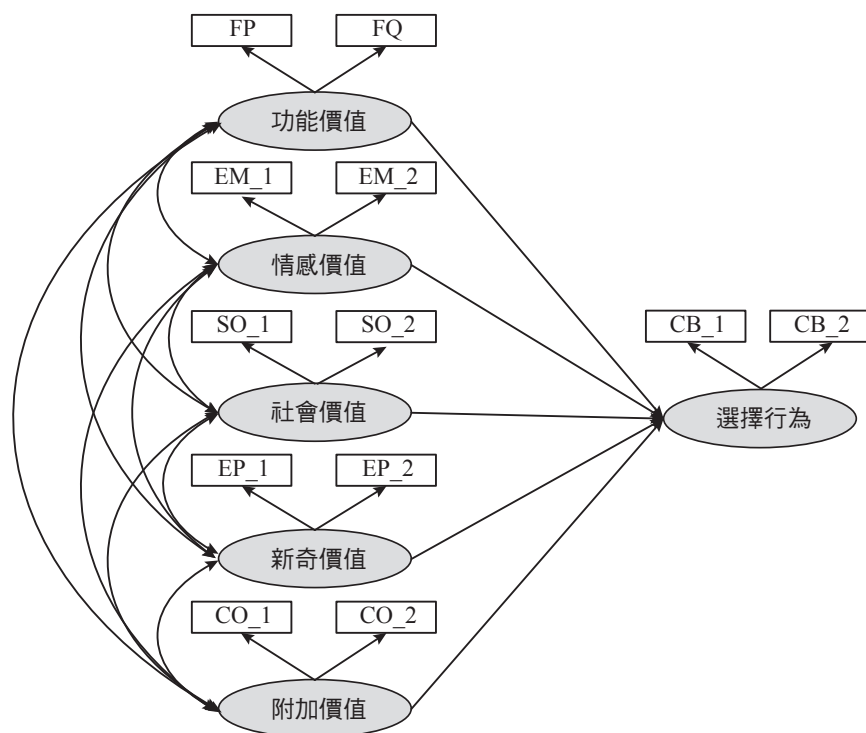 FP
FQ
功能價值
EM_1
EM_2
情感價值
SO_1
SO_2
社會價值
CB_1
CB_2
選擇行為
EP_1
EP_2
新奇價值
CO_1
CO_2
附加價值